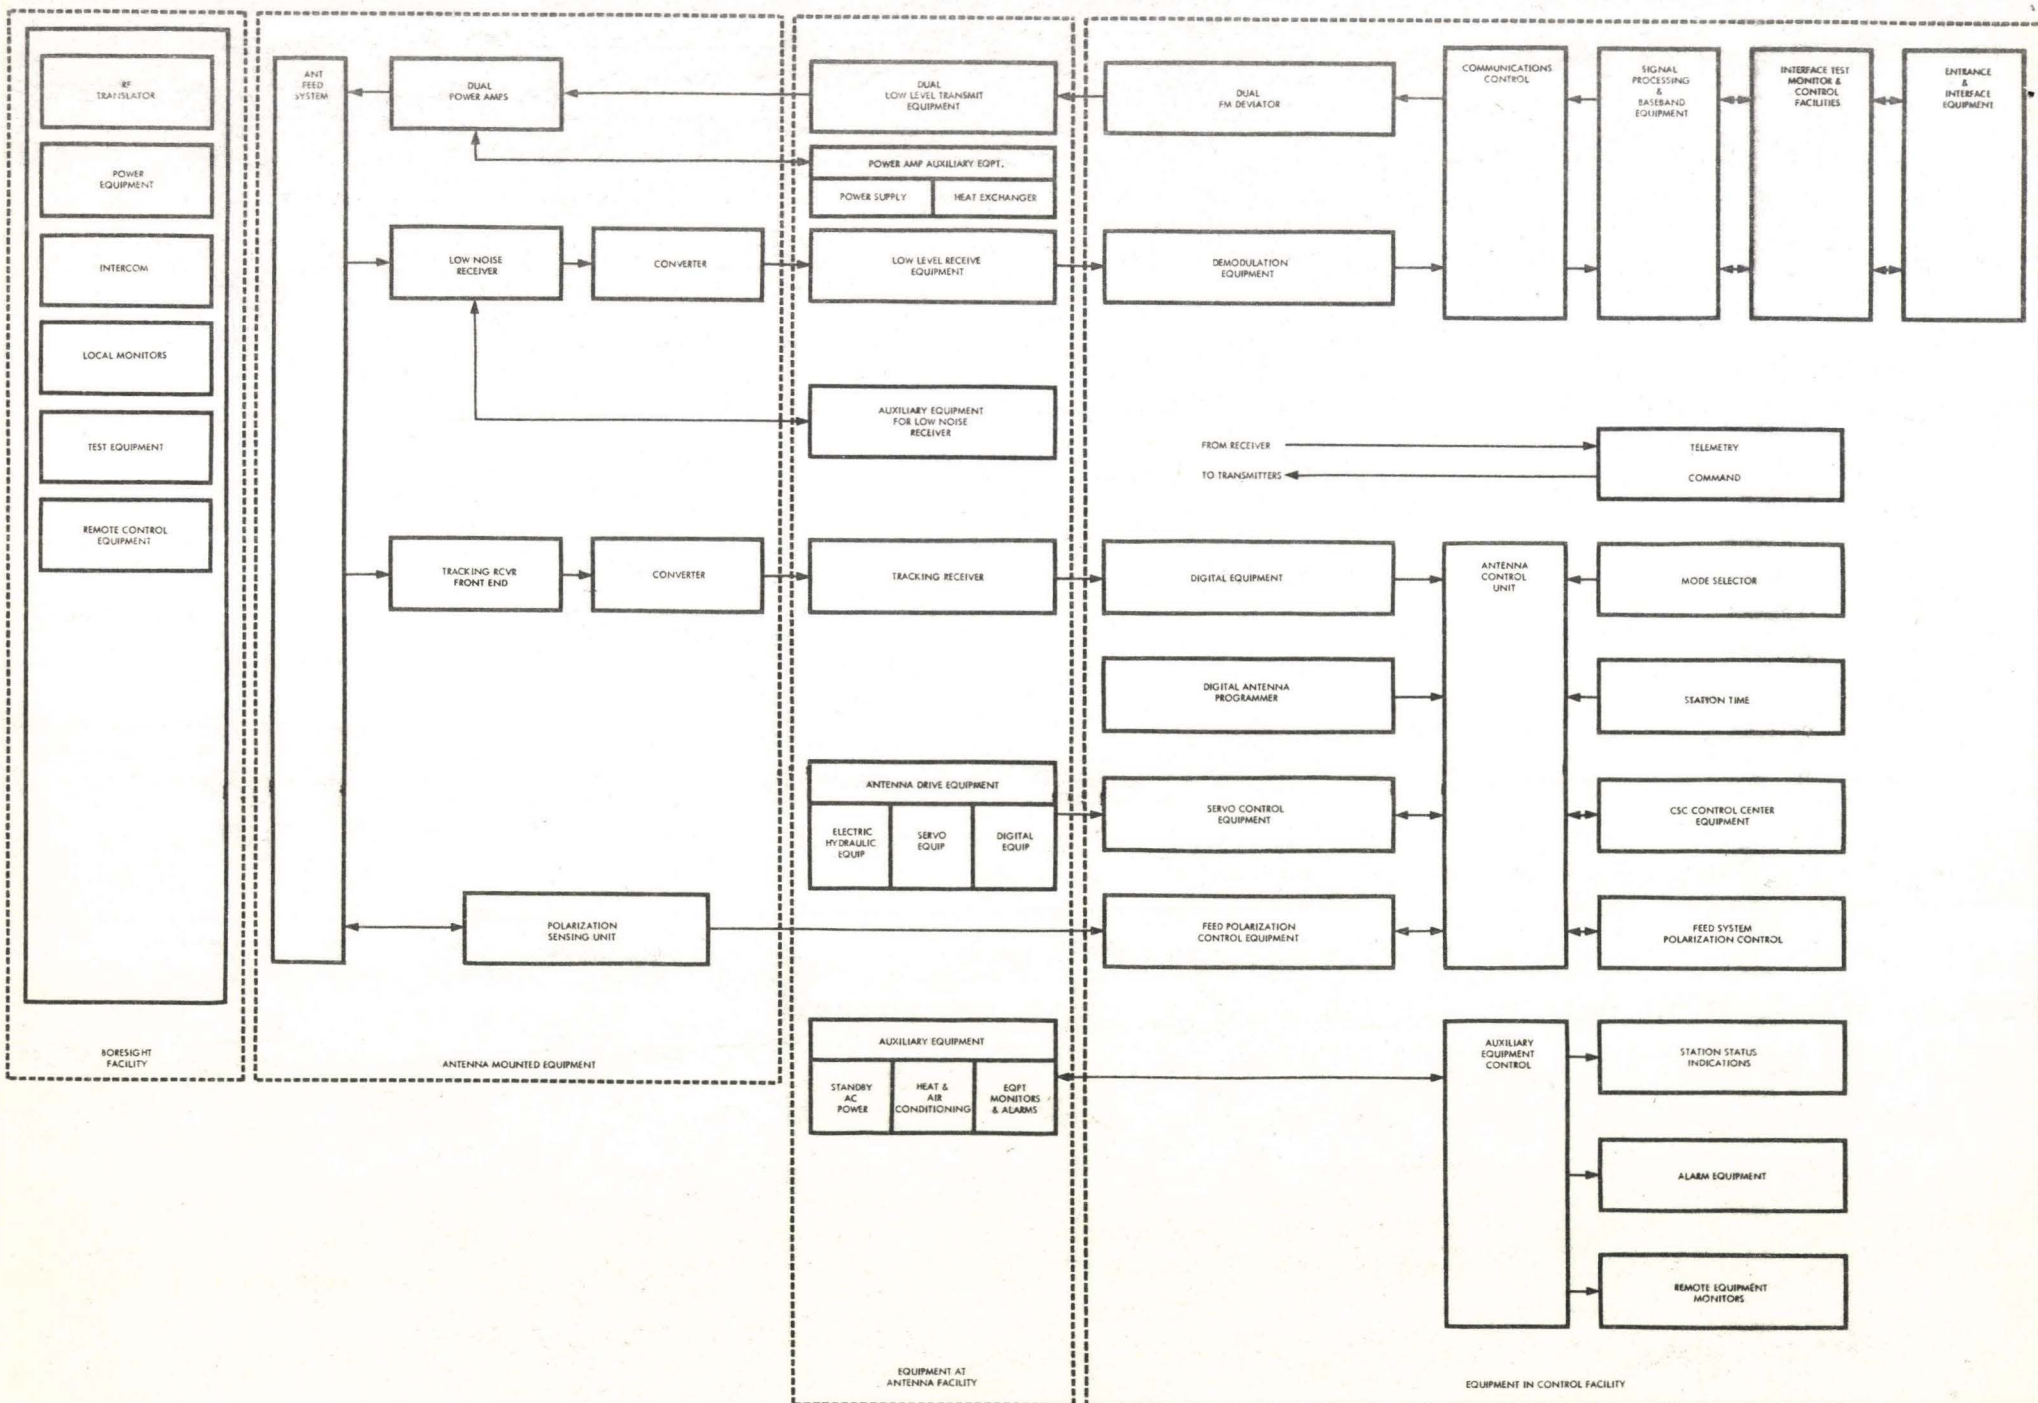 RF
TRANSLATOR
POWER
EQUIPMENT
INTERCOM
LOCAL MONITORS
TEST EQUIPMENT
REMOTE CONTROL
EQUIPMENT
BORESIGHT
FACILITY
ANT
FEED
SYSTEM
DUAL
POWER AMPS
LOW NOISE
RECEIVER
CONVERTER
TRACKING RCVR
FRONT END
CONVERTER
POLARIZATION
SENSING UNIT
ANTENNA MOUNTED EQUIPMENT
DUAL
LOW LEVEL TRANSMIT
EQUIPMENT
POWER AMP AUXILIARY EQPT.
POWER SUPPLY
HEAT EXCHANGER
LOW LEVEL RECEIVE
EQUIPMENT
AUXILIARY EQUIPMENT
FOR LOW NOISE
RECEIVER
TRACKING RECEIVER
ANTENNA DRIVE EQUIPMENT
ELECTRIC
HYDRAULIC
EQUIP
SERVO
EQUIP
DIGITAL
EQUIP
AUXILIARY EQUIPMENT
STANDBY
AC
POWER
HEAT &
AIR
CONDITIONING
EQPT
MONITORS
& ALARMS
EQUIPMENT AT
ANTENNA FACILITY
DUAL
FM DEVIATOR
DEMODULATION
EQUIPMENT
COMMUNICATIONS
CONTROL
SIGNAL
PROCESSING
&
BASEBAND
EQUIPMENT
INTERFACE TEST
MONITOR &
CONTROL
FACILITIES
ENTRANCE
&
INTERFACE
EQUIPMENT
FROM RECEIVER
TO TRANSMITTERS
TELEMETRY
COMMAND
DIGITAL EQUIPMENT
DIGITAL ANTENNA
PROGRAMMER
SERVO CONTROL
EQUIPMENT
FEED POLARIZATION
CONTROL EQUIPMENT
ANTENNA
CONTROL
UNIT
MODE SELECTOR
STATION TIME
CSC CONTROL CENTER
EQUIPMENT
FEED SYSTEM
POLARIZATION CONTROL
AUXILIARY
EQUIPMENT
CONTROL
STATION STATUS
INDICATIONS
ALARM EQUIPMENT
REMOTE EQUIPMENT
MONITORS
EQUIPMENT IN CONTROL FACILITY